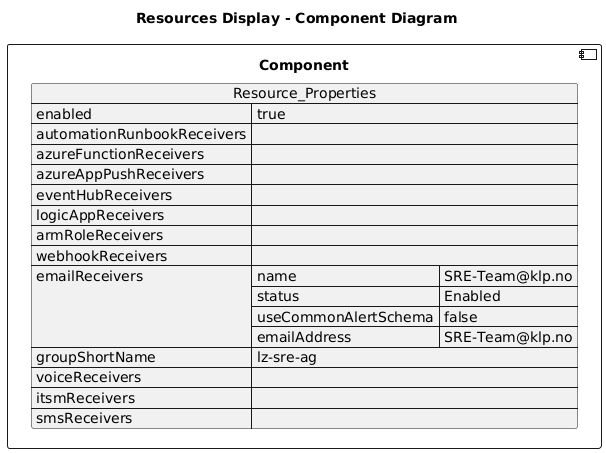 Resources Display - Component Diagram
Component
Resource_Properties
enabled true
automationRunbookReceivers
azureFunctionReceivers
azureAppPushReceivers
eventHubReceivers
logicAppReceivers
armRoleReceivers
webhookReceivers
emailReceivers name SRE-Team@klp.no
status Enabled
useCommonAlertSchema false
emailAddress SRE-Team@klp.no
groupShortName lz-sre-ag
voiceReceivers
itsmReceivers
smsReceivers